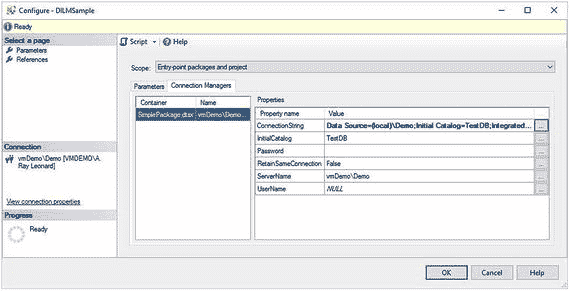 Configure - DILMSample
Ready
Select a page
Parameters
References
Script
Help
Scope:
Entry-point packages and project
Parameters
Connection Managers
Container
Name
SimplePackage.dtsx
vmDemo\Demo...
Properties
Property name
Value
ConnectionString
Data Source=(local)\Demo;Initial Catalog=TestDB;Integrated...
...
InitialCatalog
TestDB
...
Password
...
RetainSameConnection
False
...
ServerName
vmDemo\Demo
...
UserName
NULL
...
Connection
vmDemo\Demo [VMDEMO\A.
Ray Leonard]
View connection properties
Progress
Ready
OK
Cancel
Help